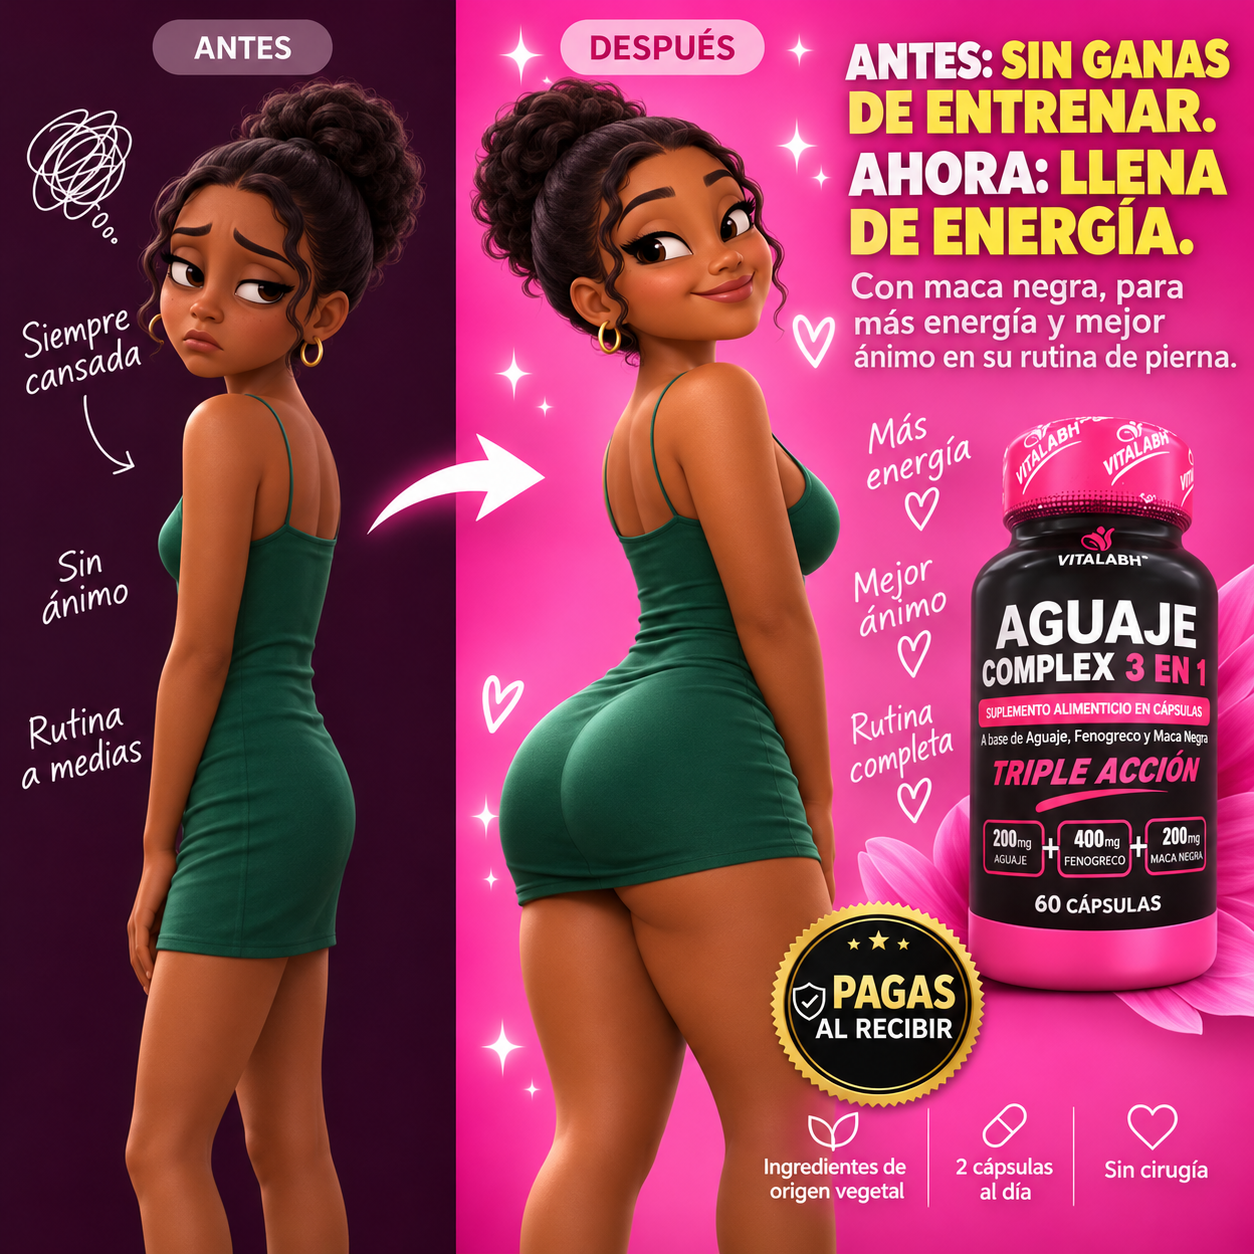 ANTES
DESPUÉS
ANTES: SIN GANAS
DE ENTRENAR.
AHORA: LLENA
DE ENERGÍA.
Con maca negra, para
más energía y mejor
ánimo en su rutina de pierna.
Siempre
cansada
Sin
ánimo
Rutina
a medias
Más
energía
Mejor
ánimo
Rutina
completa
VITALABH
VITALABH
VITALABH™
AGUAJE
COMPLEX 3 EN 1
SUPLEMENTO ALIMENTICIO EN CÁPSULAS
A base de Aguaje, Fenogreco y Maca Negra
TRIPLE ACCIÓN
200mg + 400mg + 200mg
AGUAJE FENOGRECO MACA NEGRA
60 CÁPSULAS
PAGAS
AL RECIBIR
Ingredientes de
origen vegetal
2 cápsulas
al día
Sin cirugía